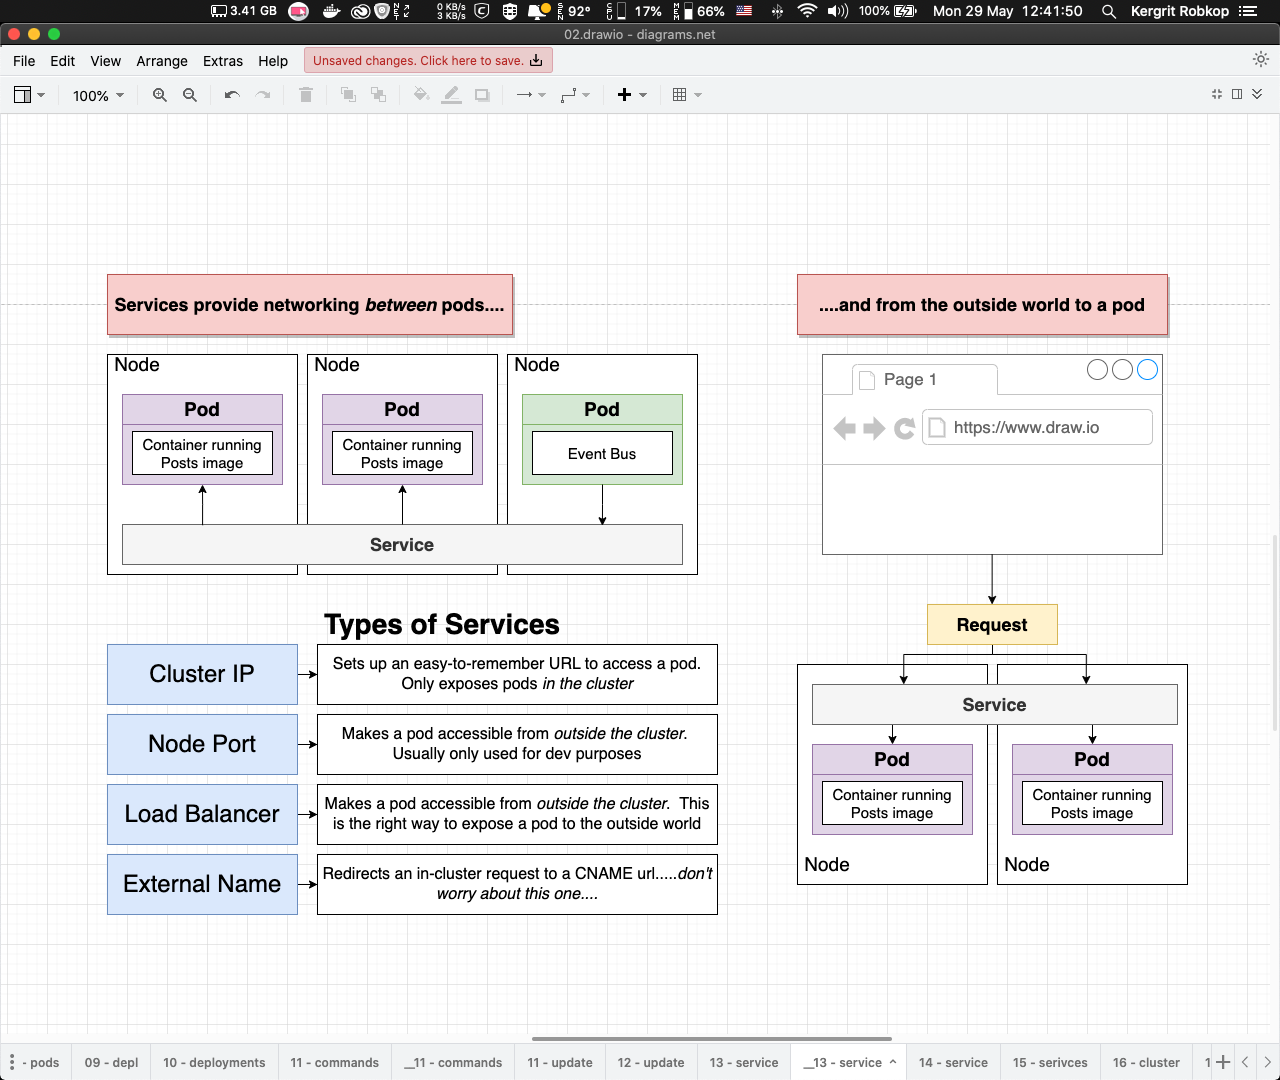 3.41 GB
0 KB/s
3 KB/s
92°
17%
66%
100%
Mon 29 May 12:41:50
Kergrit Robkop
02.drawio - diagrams.net
File Edit View Arrange Extras Help
Unsaved changes. Click here to save.
100%
Services provide networking between pods....
....and from the outside world to a pod
Node
Pod
Container running
Posts image
Node
Pod
Container running
Posts image
Node
Pod
Event Bus
Service
Page 1
https://www.draw.io
Request
Service
Pod
Container running
Posts image
Node
Pod
Container running
Posts image
Node
Types of Services
Cluster IP
Sets up an easy-to-remember URL to access a pod.
Only exposes pods in the cluster
Node Port
Makes a pod accessible from outside the cluster.
Usually only used for dev purposes
Load Balancer
Makes a pod accessible from outside the cluster. This
is the right way to expose a pod to the outside world
External Name
Redirects an in-cluster request to a CNAME url.....don't
worry about this one....
- pods
09 - depl
10 - deployments
11 - commands
__11 - commands
11 - update
12 - update
13 - service
__13 - service
14 - service
15 - serivces
16 - cluster
1